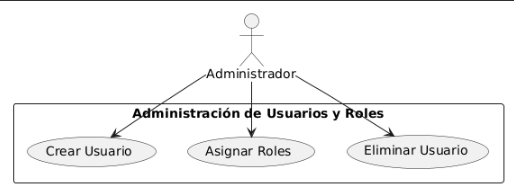 Administrador
Administración de Usuarios y Roles
Crear Usuario
Asignar Roles
Eliminar Usuario